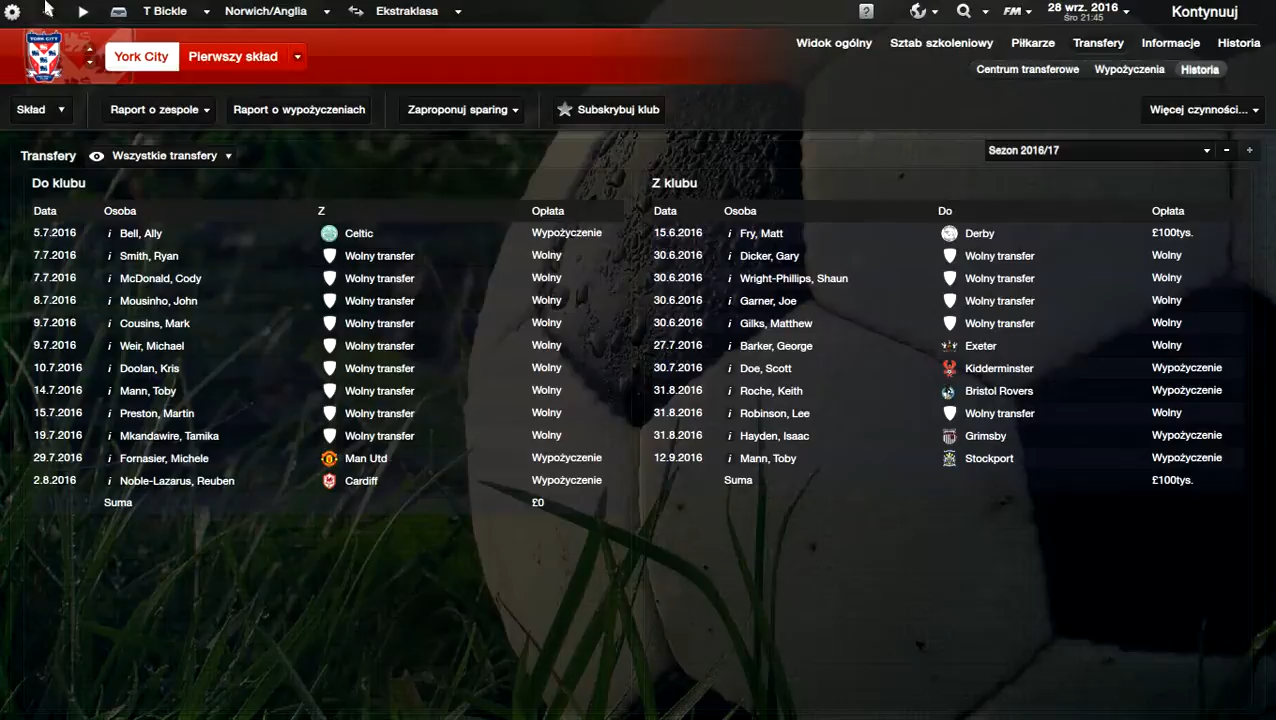 T Bickle Norwich/Anglia Ekstraklasa ? FM 28 wrz. 2016 Kontynuuj
Śro 21:45
York City Pierwszy skład
Widok ogólny Sztab szkoleniowy Piłkarze Transfery Informacje Historia
Centrum transferowe Wypożyczenia Historia
Skład Raport o zespole Raport o wypożyczeniach Zaproponuj sparing Subskrybuj klub Więcej czynności...
Transfery Wszystkie transfery Sezon 2016/17 - +
Do klubu
Data Osoba Z Opłata
5.7.2016 i Bell, Ally Celtic Wypożyczenie
7.7.2016 i Smith, Ryan Wolny transfer Wolny
7.7.2016 i McDonald, Cody Wolny transfer Wolny
8.7.2016 i Mousinho, John Wolny transfer Wolny
9.7.2016 i Cousins, Mark Wolny transfer Wolny
9.7.2016 i Weir, Michael Wolny transfer Wolny
10.7.2016 i Doolan, Kris Wolny transfer Wolny
14.7.2016 i Mann, Toby Wolny transfer Wolny
15.7.2016 i Preston, Martin Wolny transfer Wolny
19.7.2016 i Mkandawire, Tamika Wolny transfer Wolny
29.7.2016 i Fornasier, Michele Man Utd Wypożyczenie
2.8.2016 i Noble-Lazarus, Reuben Cardiff Wypożyczenie
Suma £0
Z klubu
Data Osoba Do Opłata
15.6.2016 i Fry, Matt Derby £100tys.
30.6.2016 i Dicker, Gary Wolny transfer Wolny
30.6.2016 i Wright-Phillips, Shaun Wolny transfer Wolny
30.6.2016 i Garner, Joe Wolny transfer Wolny
30.6.2016 i Gilks, Matthew Wolny transfer Wolny
27.7.2016 i Barker, George Exeter Wolny
30.7.2016 i Doe, Scott Kidderminster Wypożyczenie
31.8.2016 i Roche, Keith Bristol Rovers Wypożyczenie
31.8.2016 i Robinson, Lee Wolny transfer Wolny
31.8.2016 i Hayden, Isaac Grimsby Wypożyczenie
12.9.2016 i Mann, Toby Stockport Wypożyczenie
Suma £100tys.